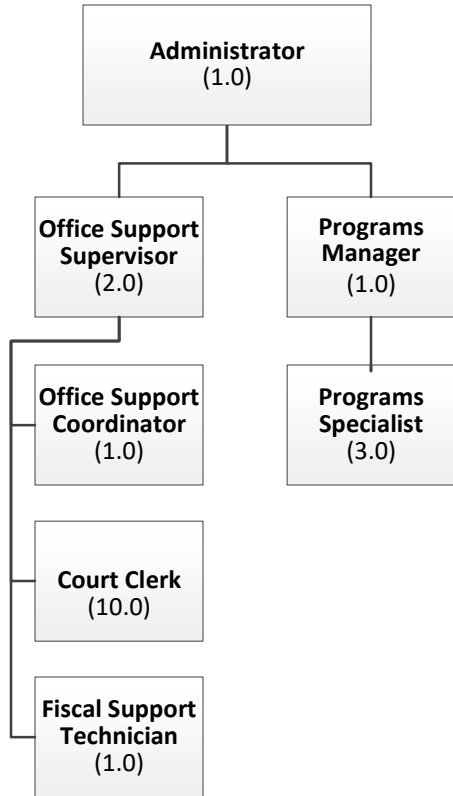 Administrator
(1.0)
Office Support
Supervisor
(2.0)
Programs
Manager
(1.0)
Office Support
Coordinator
(1.0)
Programs
Specialist
(3.0)
Court Clerk
(10.0)
Fiscal Support
Technician
(1.0)